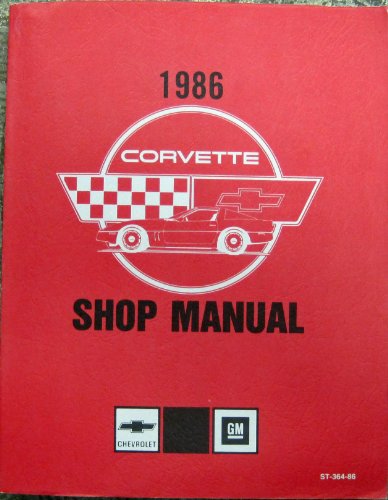 1986
CORVETTE
SHOP MANUAL
CHEVROLET
GM
ST-364-86